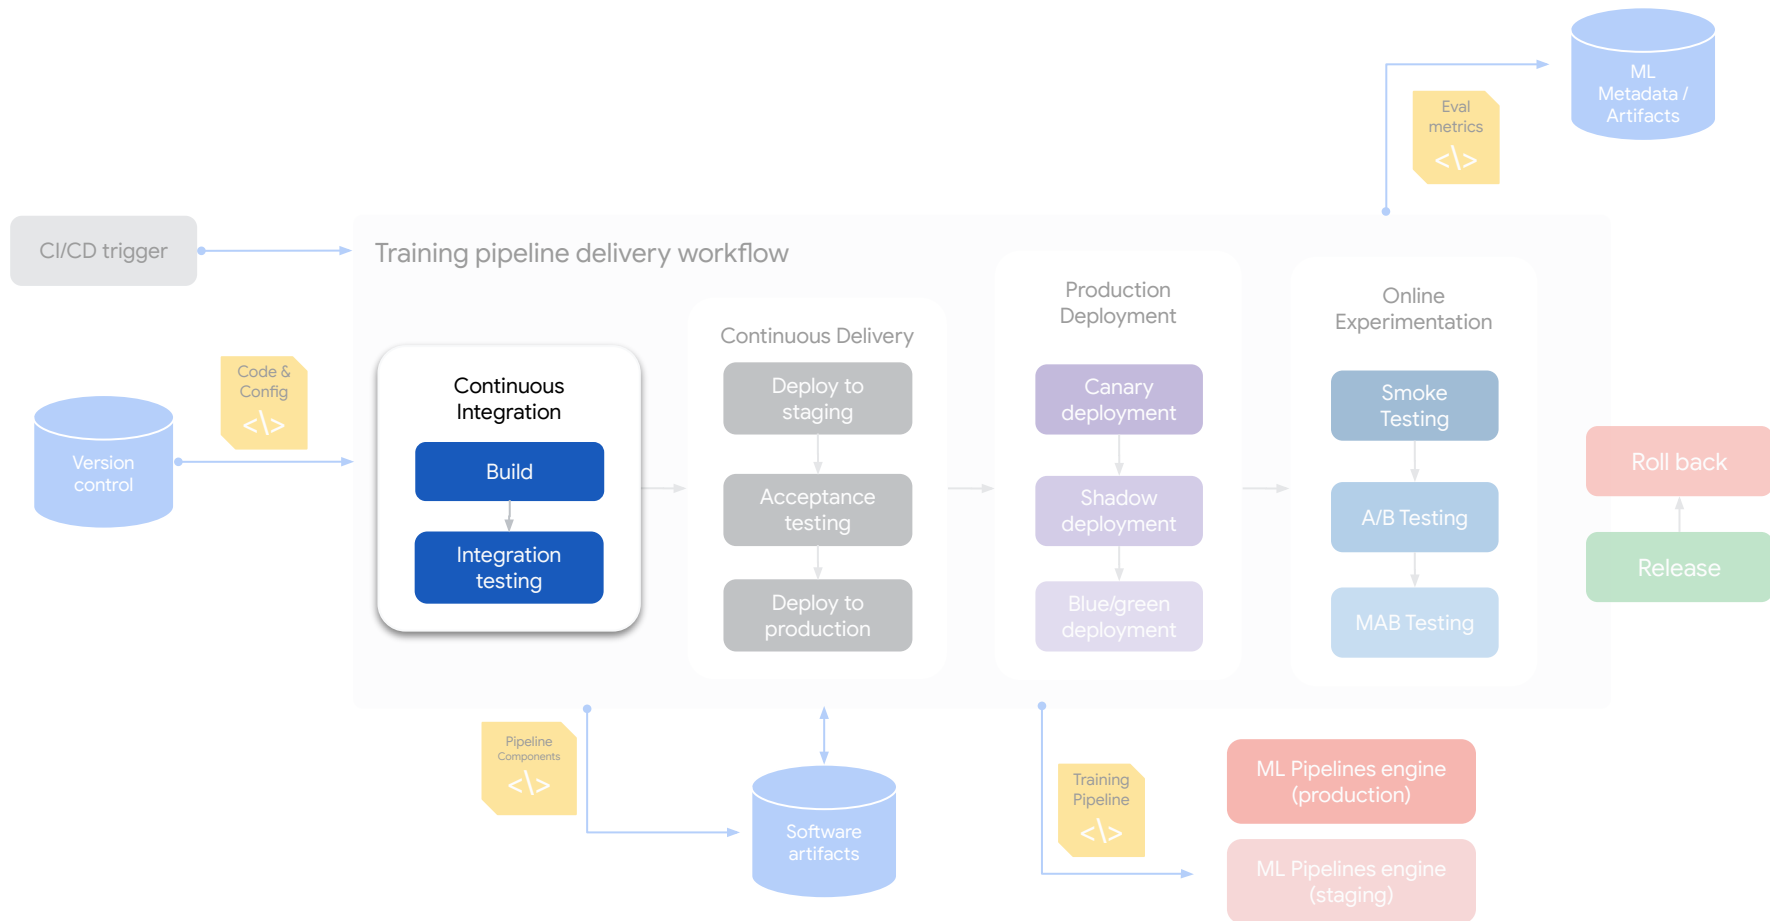 ML
Metadata /
Artifacts
Eval
metrics
</>
CI/CD trigger
Training pipeline delivery workflow
Code &
Config
</>
Version
control
Continuous
Integration
Build
Integration
testing
Continuous Delivery
Deploy to
staging
Acceptance
testing
Deploy to
production
Production
Deployment
Canary
deployment
Shadow
deployment
Blue/green
deployment
Online
Experimentation
Smoke
Testing
A/B Testing
MAB Testing
Roll back
Release
Pipeline
Components
</>
Software
artifacts
Training
Pipeline
</>
ML Pipelines engine
(production)
ML Pipelines engine
(staging)